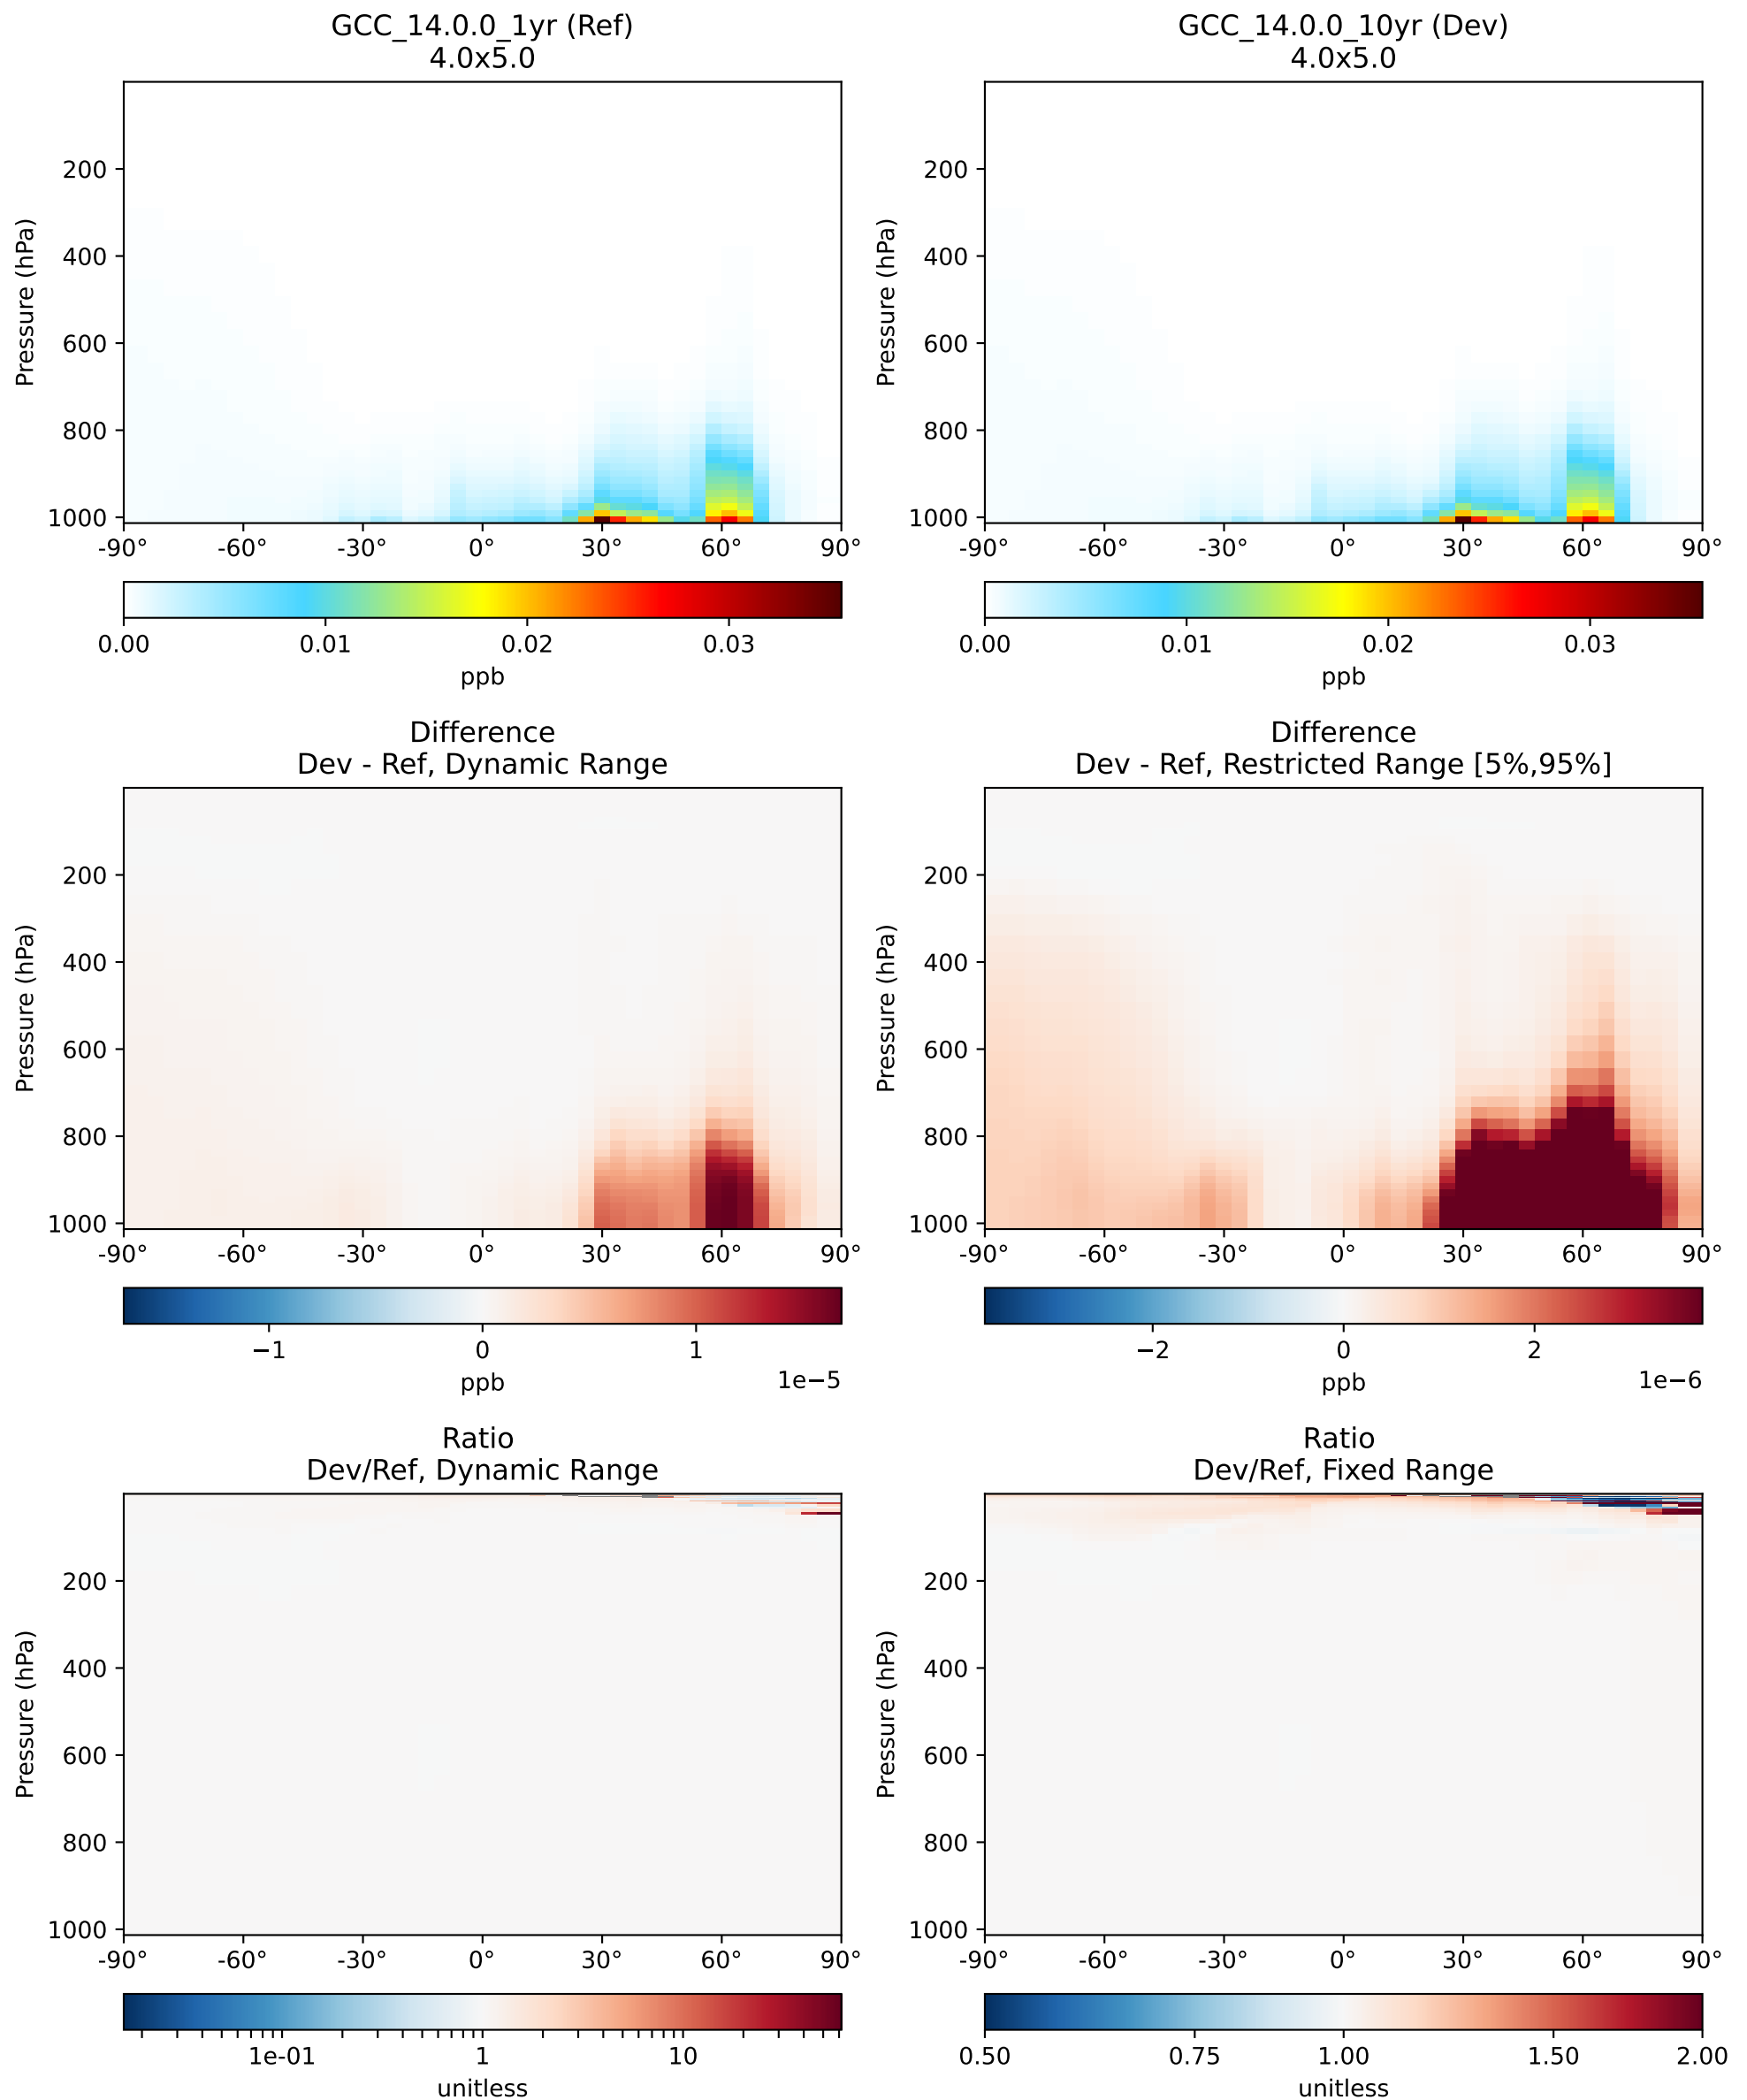 GCC_14.0.0_1yr (Ref)
4.0x5.0
Pressure (hPa)
200
400
600
800
1000
-90° -60° -30° 0° 30° 60° 90°
0.00 0.01 0.02 0.03
ppb
GCC_14.0.0_10yr (Dev)
4.0x5.0
Pressure (hPa)
200
400
600
800
1000
-90° -60° -30° 0° 30° 60° 90°
0.00 0.01 0.02 0.03
ppb
Difference
Dev - Ref, Dynamic Range
Pressure (hPa)
200
400
600
800
1000
-90° -60° -30° 0° 30° 60° 90°
−1 0 1
ppb 1e−5
Difference
Dev - Ref, Restricted Range [5%,95%]
Pressure (hPa)
200
400
600
800
1000
-90° -60° -30° 0° 30° 60° 90°
−2 0 2
ppb 1e−6
Ratio
Dev/Ref, Dynamic Range
Pressure (hPa)
200
400
600
800
1000
-90° -60° -30° 0° 30° 60° 90°
1e-01 1 10
unitless
Ratio
Dev/Ref, Fixed Range
Pressure (hPa)
200
400
600
800
1000
-90° -60° -30° 0° 30° 60° 90°
0.50 0.75 1.00 1.50 2.00
unitless